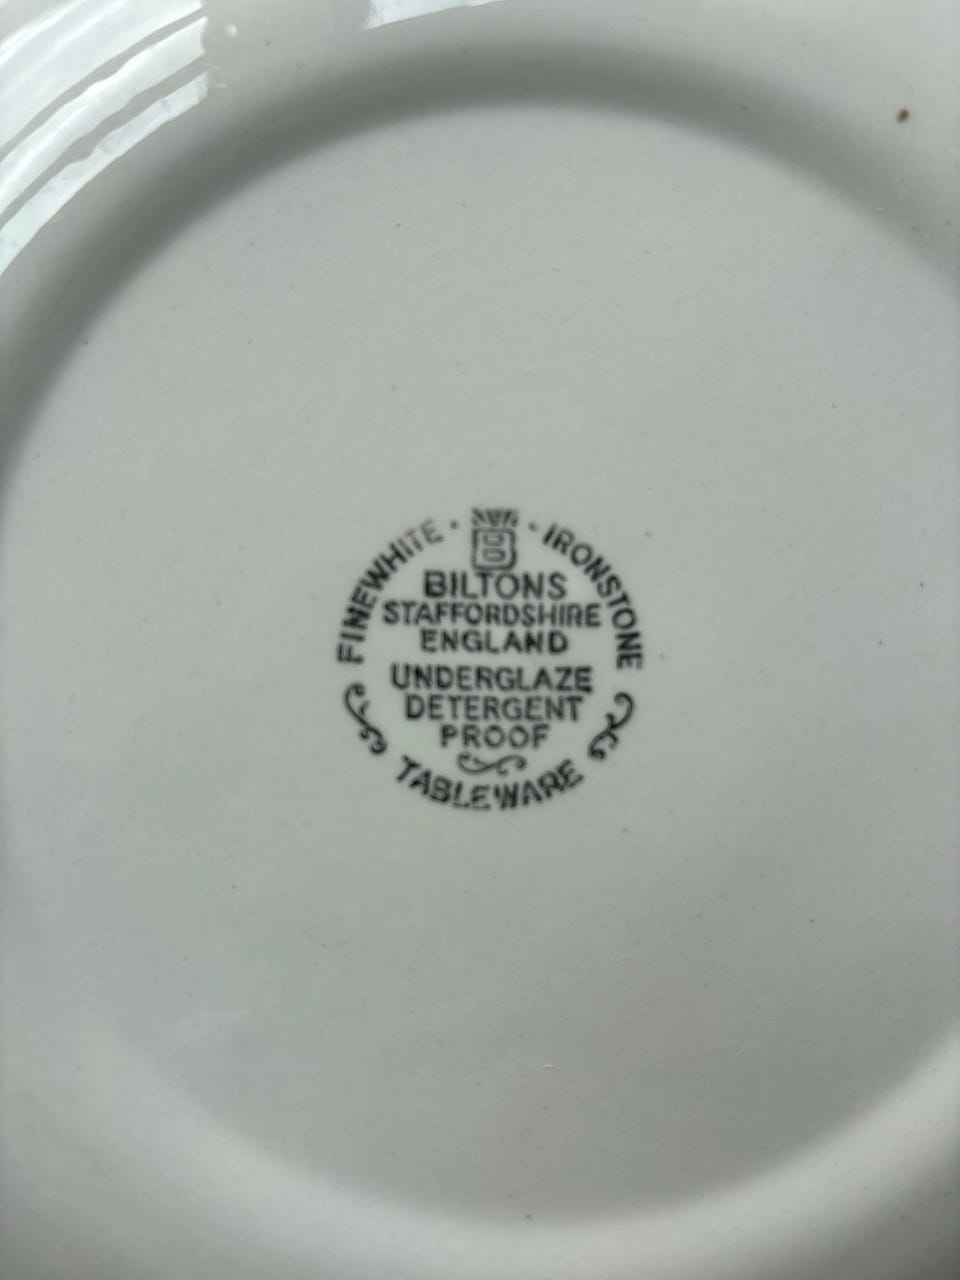 FINEWHITE · IRONSTONE
B
BILTONS
STAFFORDSHIRE
ENGLAND
UNDERGLAZE
DETERGENT
PROOF
TABLEWARE